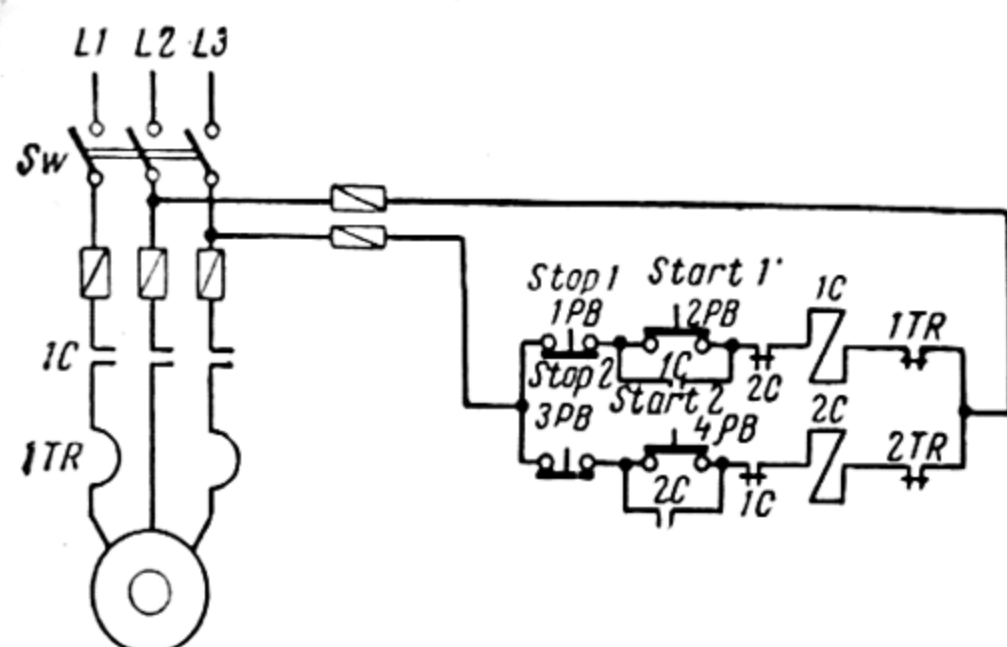 L1 L2 L3
Sw
1C
1TR
Stop 1
1PB
Start 1
2PB
1C
2C
1C
1TR
Stop 2
3PB
Start 2
4PB
2C
1C
2C
2TR